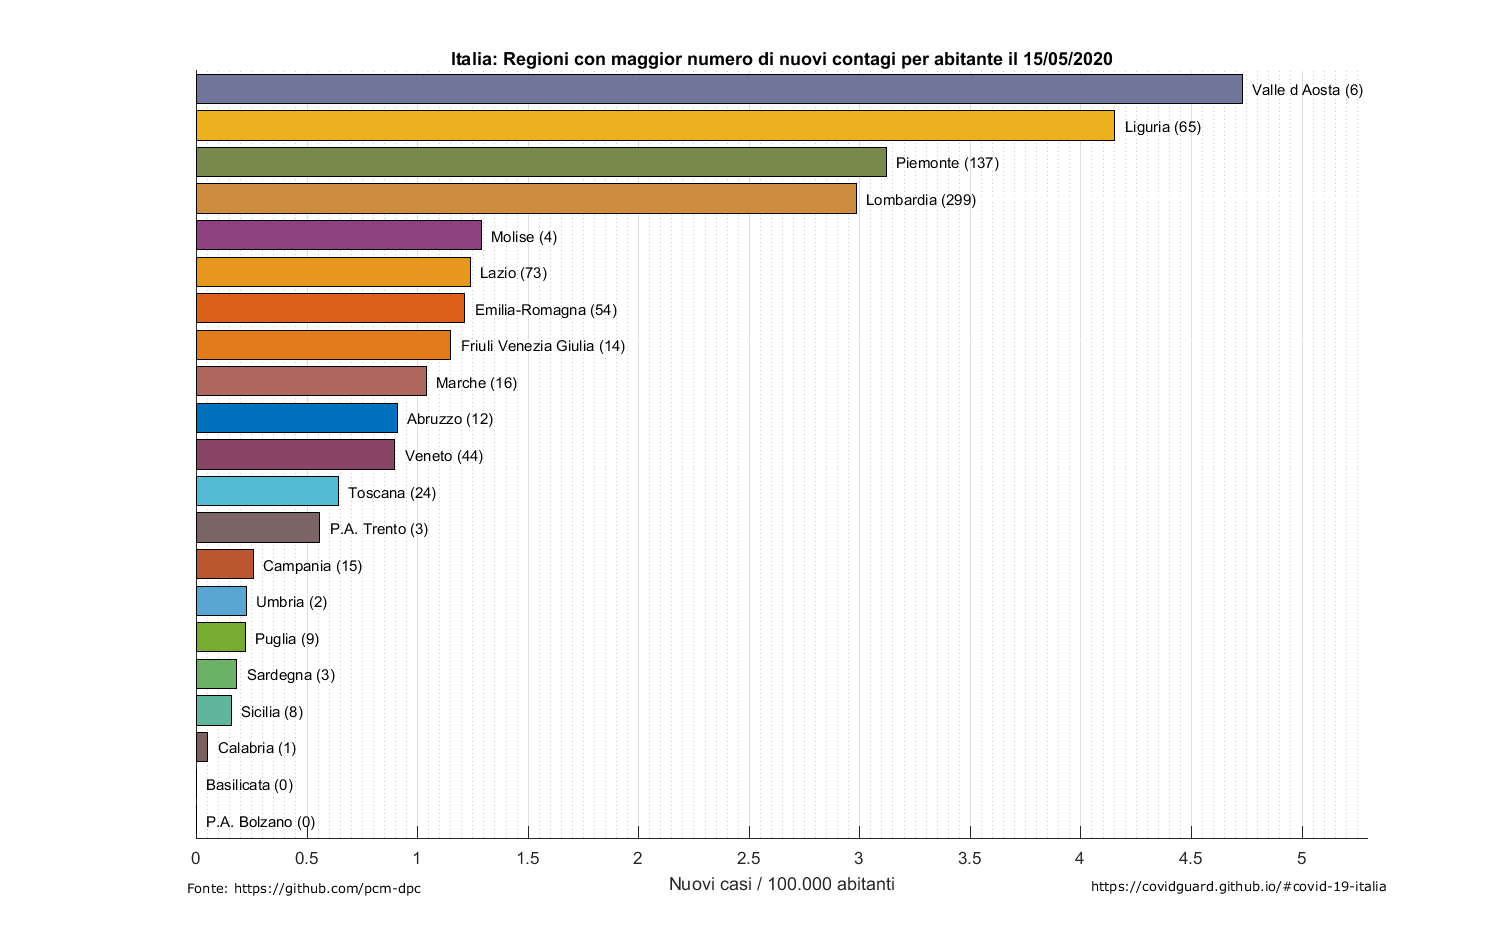 Italia: Regioni con maggior numero di nuovi contagi per abitante il 15/05/2020
Valle d Aosta (6)
Liguria (65)
Piemonte (137)
Lombardia (299)
Molise (4)
Lazio (73)
Emilia-Romagna (54)
Friuli Venezia Giulia (14)
Marche (16)
Abruzzo (12)
Veneto (44)
Toscana (24)
P.A. Trento (3)
Campania (15)
Umbria (2)
Puglia (9)
Sardegna (3)
Sicilia (8)
Calabria (1)
Basilicata (0)
P.A. Bolzano (0)
0 0.5 1 1.5 2 2.5 3 3.5 4 4.5 5
Nuovi casi / 100.000 abitanti
Fonte: https://github.com/pcm-dpc
https://covidguard.github.io/#covid-19-italia